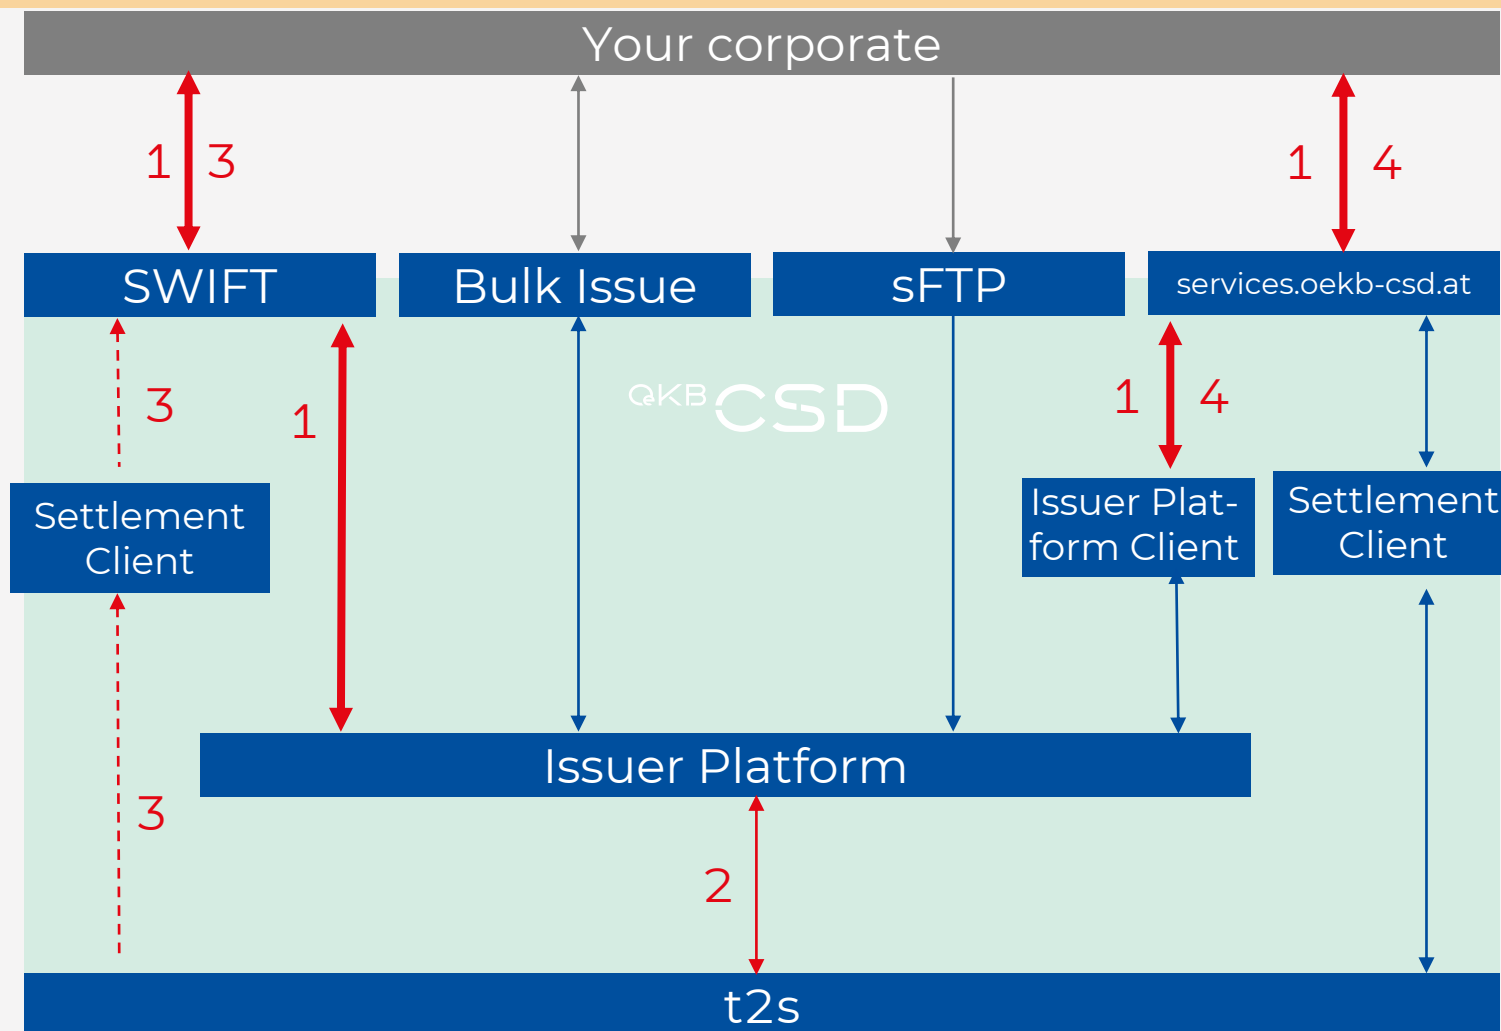 Your corporate
1 3
1 4
SWIFT
Bulk Issue
sFTP
services.oekb-csd.at
3
1
OeKB CSD
1 4
Settlement
Client
Issuer Plat-
form Client
Settlement
Client
Issuer Platform
3
2
t2s